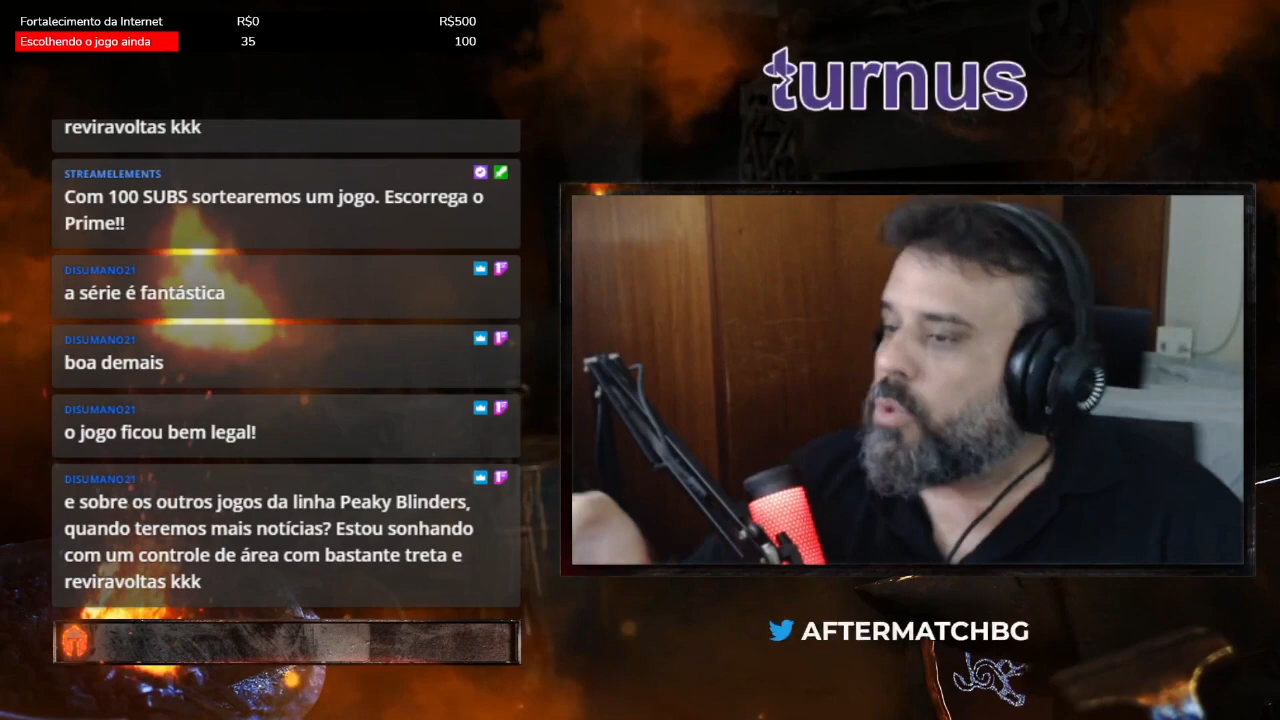 Fortalecimento da Internet R$0 R$500
Escolhendo o jogo ainda 35 100
turnus
reviravoltas kkk
STREAMELEMENTS
Com 100 SUBS sortearemos um jogo. Escorrega o
Prime!!
DISUMANO21
a série é fantástica
DISUMANO21
boa demais
DISUMANO21
o jogo ficou bem legal!
DISUMANO21
e sobre os outros jogos da linha Peaky Blinders,
quando teremos mais notícias? Estou sonhando
com um controle de área com bastante treta e
reviravoltas kkk
AFTERMATCHBG